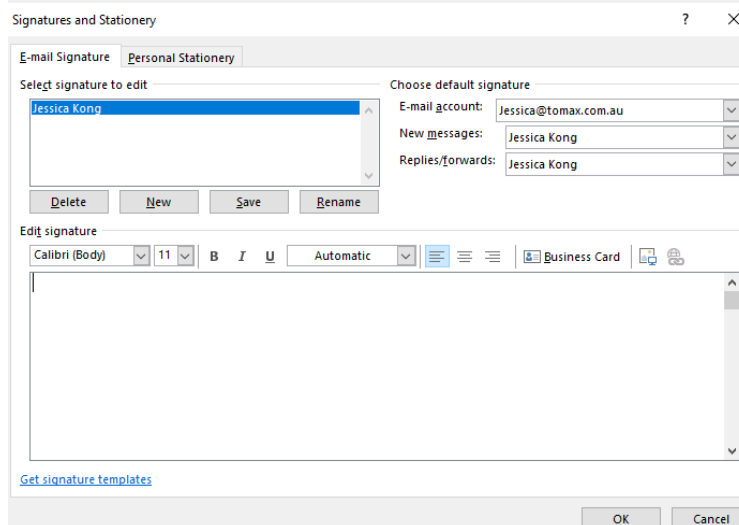 Signatures and Stationery ? X
E-mail Signature Personal Stationery
Select signature to edit
Jessica Kong
Delete New Save Rename
Choose default signature
E-mail account: Jessica@tomax.com.au
New messages: Jessica Kong
Replies/forwards: Jessica Kong
Edit signature
Calibri (Body) 11 B I U Automatic Business Card
Get signature templates
OK Cancel